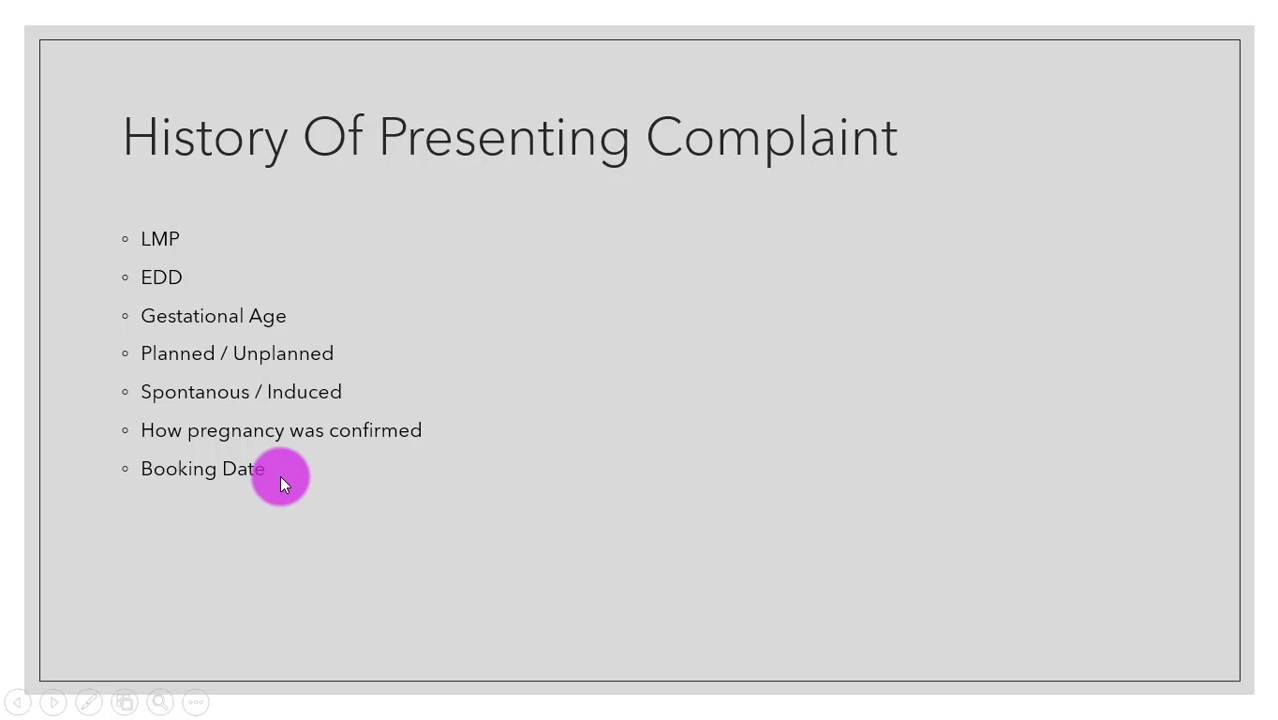 History Of Presenting Complaint
LMP
EDD
Gestational Age
Planned / Unplanned
Spontanous / Induced
How pregnancy was confirmed
Booking Date